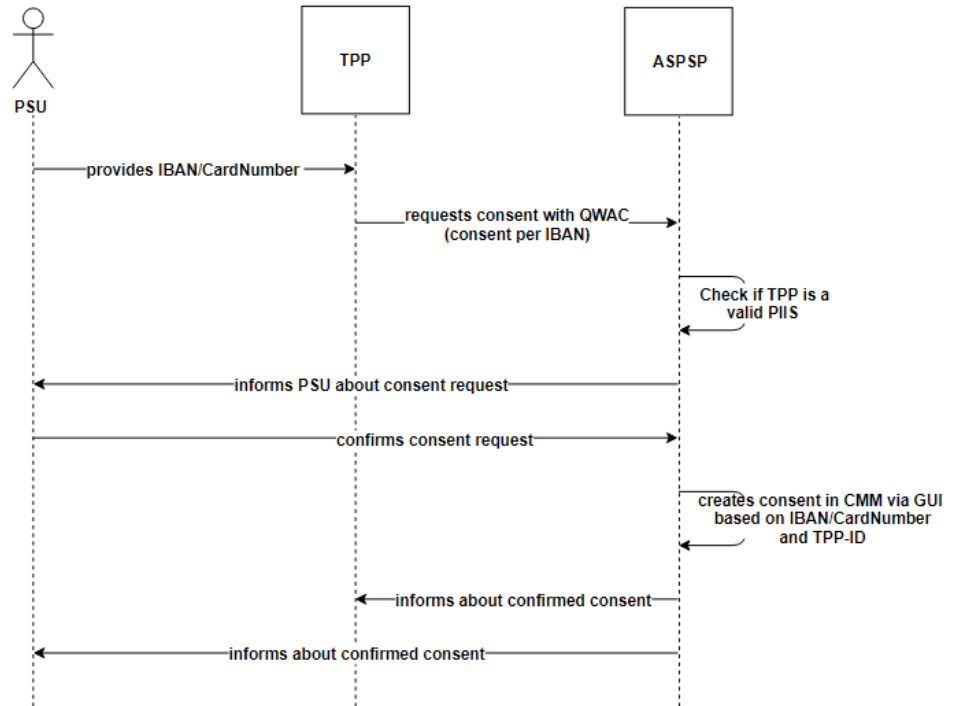 PSU
TPP
ASPSP
provides IBAN/CardNumber
requests consent with QWAC
(consent per IBAN)
Check if TPP is a
valid PIIS
informs PSU about consent request
confirms consent request
creates consent in CMM via GUI
based on IBAN/CardNumber
and TPP-ID
informs about confirmed consent
informs about confirmed consent